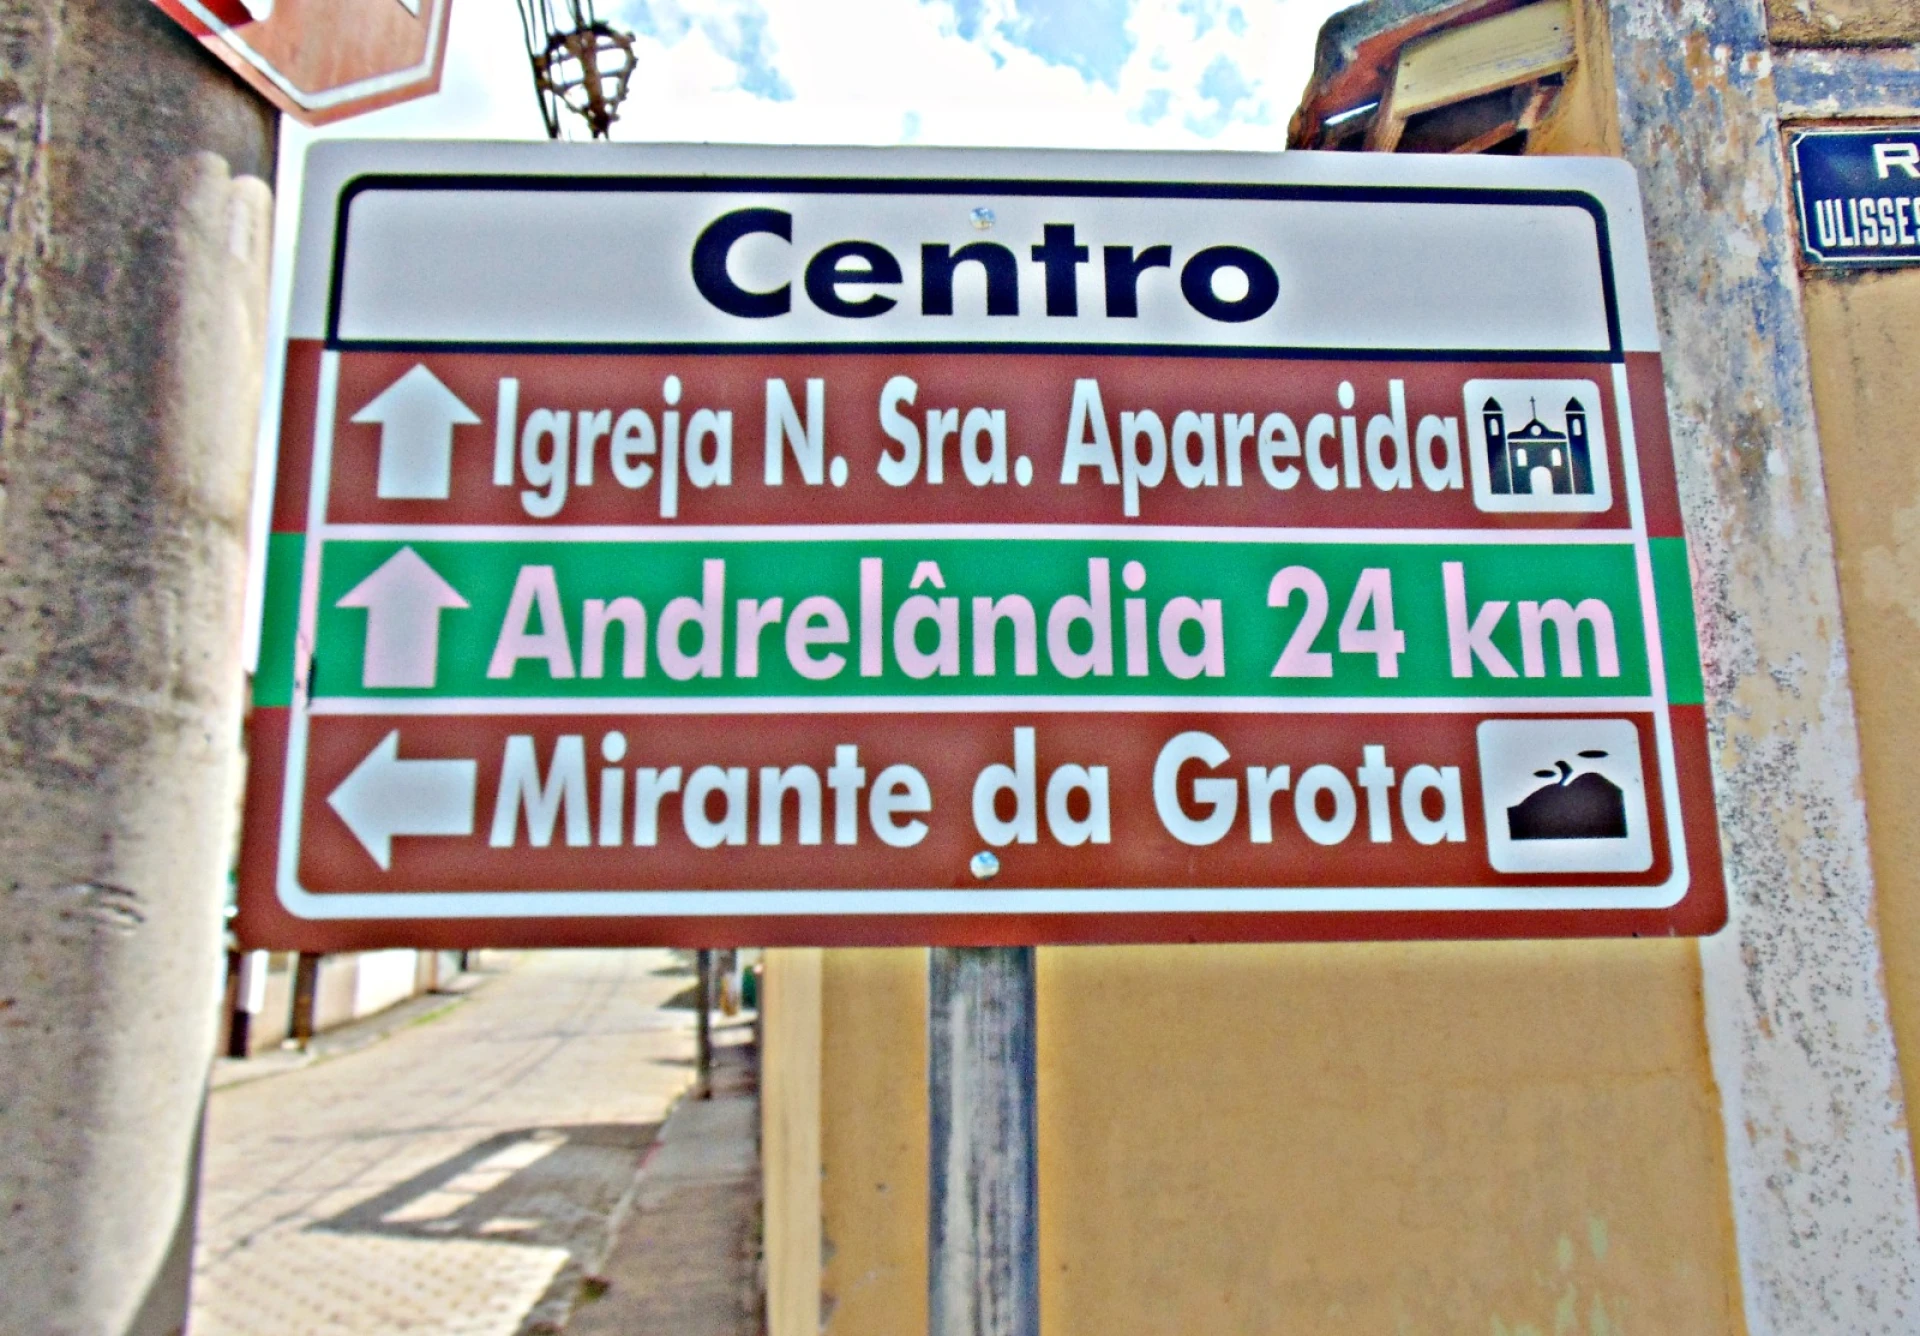 Centro
Igreja N. Sra. Aparecida
Andrelândia 24 km
Mirante da Grota
R
ULISSES